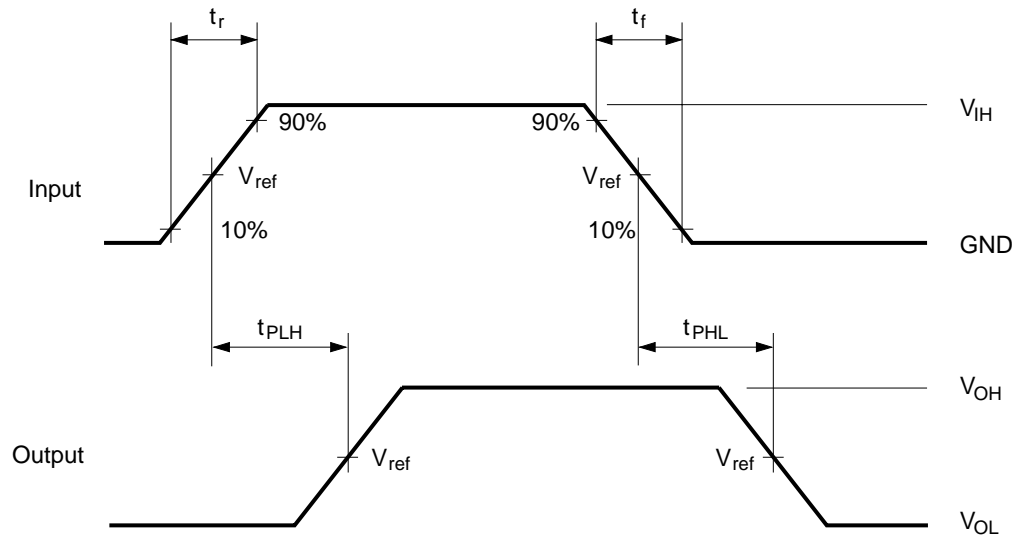 tr
tf
90%
90%
VIH
Vref
Vref
Input
10%
10%
GND
tPLH
tPHL
VOH
Output
Vref
Vref
VOL